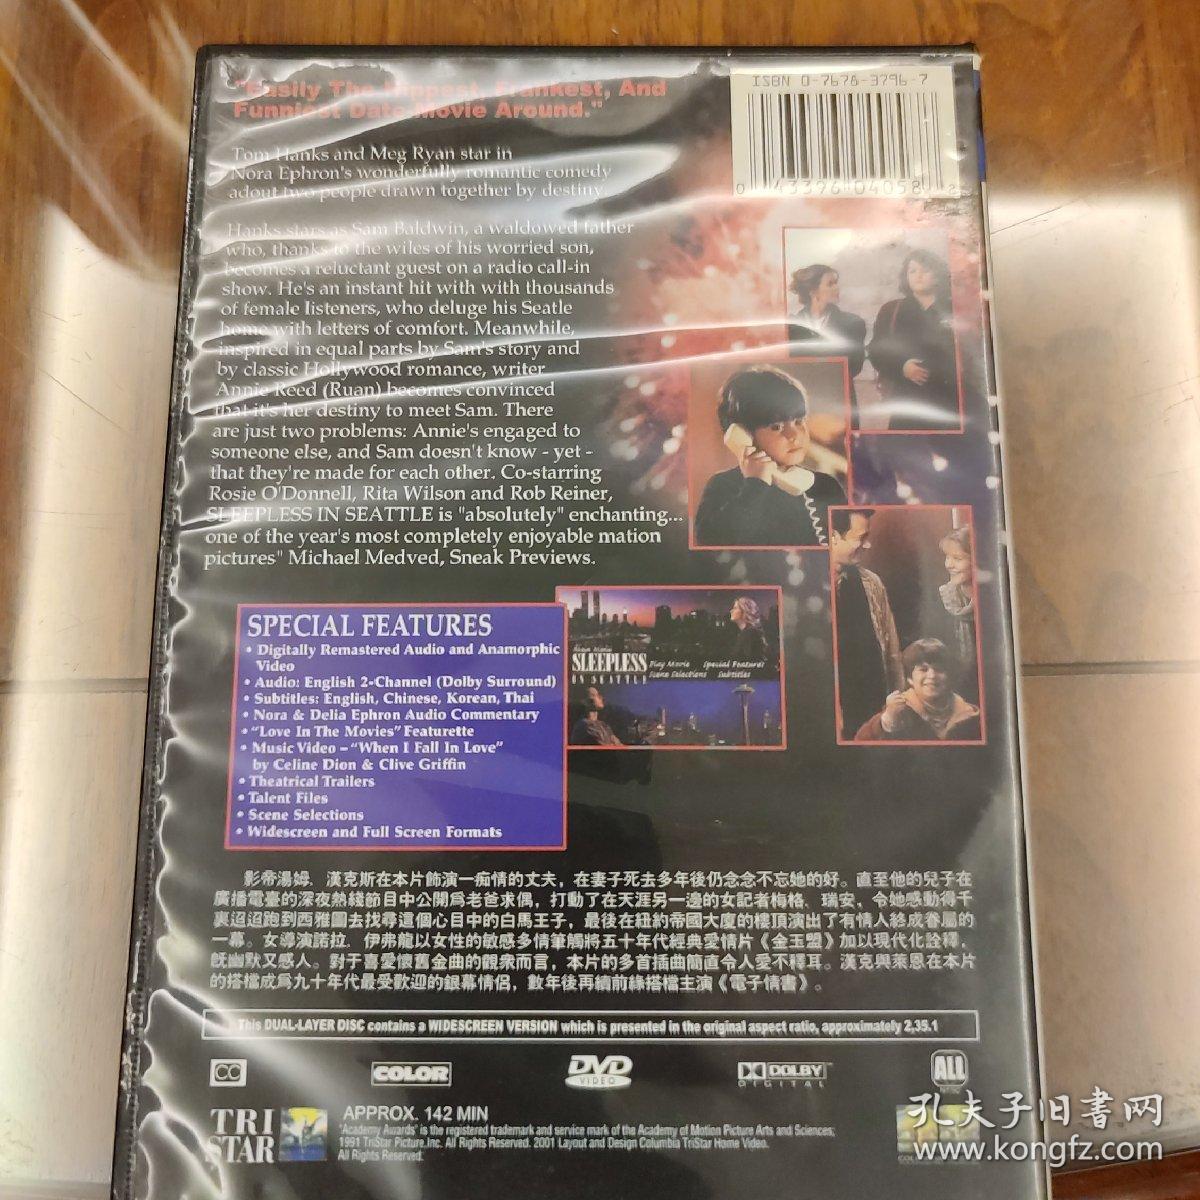 "Easily The Hippest, Frankest, And
Funniest Date Movie Around."
ISBN 0-7678-3796-7
0 43396 04058 2
Tom Hanks and Meg Ryan star in
Nora Ephron's wonderfully romantic comedy
adout two people drawn together by destiny.
Hanks stars as Sam Baldwin, a waldowed father
who, thanks to the wiles of his worried son,
becomes a reluctant guest on a radio call-in
show. He's an instant hit with with thousands
of female listeners, who deluge his Seatle
home with letters of comfort. Meanwhile,
inspired in equal parts by Sam's story and
by classic Hollywood romance, writer
Annie Reed (Ruan) becomes convinced
that it's her destiny to meet Sam. There
are just two problems: Annie's engaged to
someone else, and Sam doesn't know - yet -
that they're made for each other. Co-starring
Rosie O'Donnell, Rita Wilson and Rob Reiner,
SLEEPLESS IN SEATTLE is "absolutely" enchanting...
one of the year's most completely enjoyable mation
pictures" Michael Medved, Sneak Previews.
SPECIAL FEATURES
• Digitally Remastered Audio and Anamorphic
Video
• Audio: English 2-Channel (Dolby Surround)
• Subtitles: English, Chinese, Korean, Thai
• Nora & Delia Ephron Audio Commentary
• "Love In The Movies" Featurette
• Music Video – "When I Fall In Love"
by Celine Dion & Clive Griffin
• Theatrical Trailers
• Talent Files
• Scene Selections
• Widescreen and Full Screen Formats
Main Menu
SLEEPLESS
IN SEATTLE
Play Movie Special Features
Scene Selections Subtitles
影帝湯姆．漢克斯在本片飾演一痴情的丈夫，在妻子死去多年後仍念念不忘她的好。直至他的兒子在
廣播電臺的深夜熱綫節目中公開爲老爸求偶，打動了在天涯另一邊的女記者梅格．瑞安，令她感動得千
裏迢迢跑到西雅圖去找尋這個心目中的白馬王子，最後在紐約帝國大廈的樓頂演出了有情人終成眷屬的
一幕。女導演諾拉．伊弗龍以女性的敏感多情筆觸將五十年代經典愛情片《金玉盟》加以現代化詮釋，
既幽默又感人。對于喜愛懷舊金曲的觀衆而言，本片的多首插曲簡直令人愛不釋耳。漢克與萊恩在本片
的搭檔成爲九十年代最受歡迎的銀幕情侶，數年後再續前緣搭檔主演《電子情書》。
This DUAL-LAYER DISC contains a WIDESCREEN VERSION which is presented in the original aspect ratio, approximately 2,35.1
CC
COLOR
DVD
VIDEO
DOLBY
DIGITAL
ALL
TRI
STAR
APPROX. 142 MIN
"Academy Awards" is the registered trademark and service mark of the Academy of Motion Picture Arts and Sciences;
1991 TriStar Picture,Inc. All Rights Reserved. 2001 Layout and Design Columbia TriStar Home Video.
All Rights Reserved.
孔夫子旧書网
www.kongfz.com